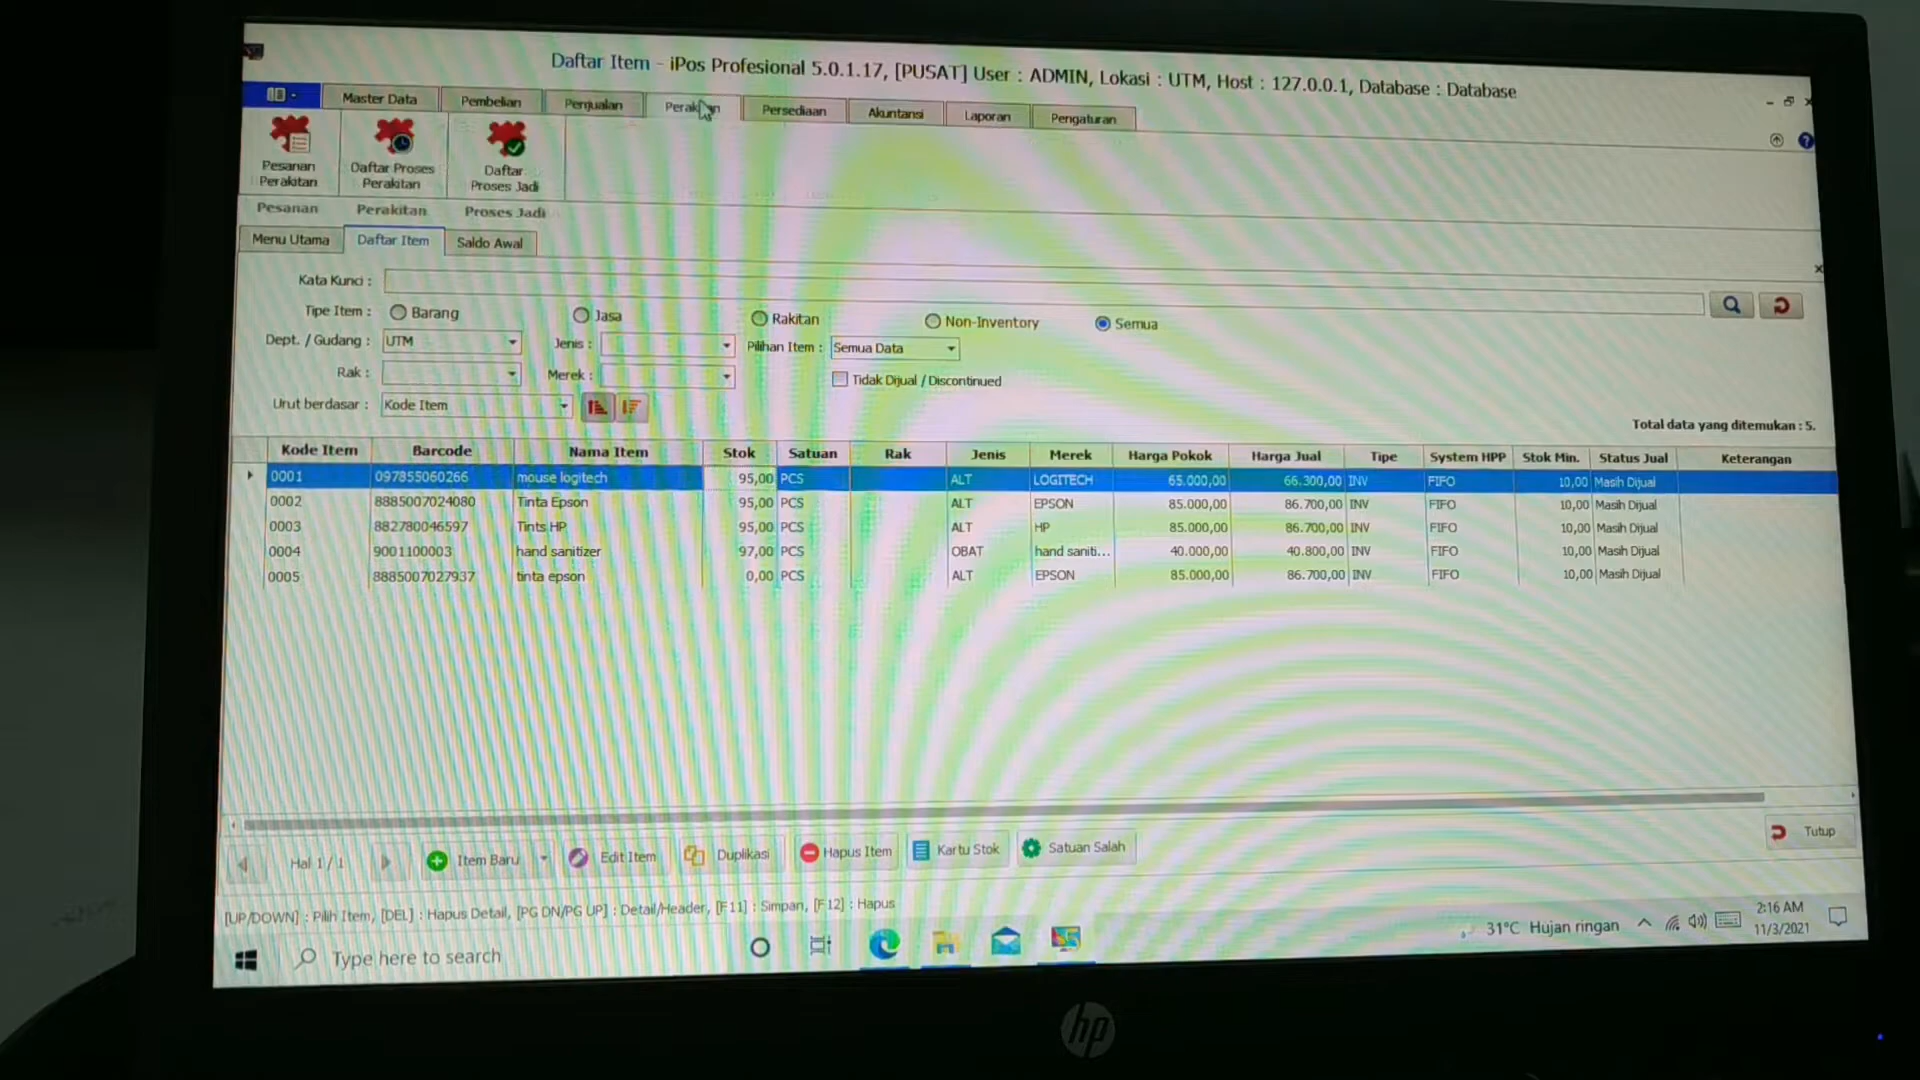 Daftar Item - iPos Profesional 5.0.1.17, [PUSAT] User : ADMIN, Lokasi : UTM, Host : 127.0.0.1, Database : Database
Master Data Pembelian Penjualan Perakitan Persediaan Akuntansi Laporan Pengaturan
Pesanan Perakitan Daftar Proses Perakitan Daftar Proses Jadi
Pesanan Perakitan Proses Jadi
Menu Utama Daftar Item Saldo Awal
Kata Kunci :
Tipe Item : Barang Jasa Rakitan Non-Inventory Semua
Dept. / Gudang : UTM Jenis : Pilihan Item : Semua Data
Rak : Merek : Tidak Dijual / Discontinued
Urut berdasar : Kode Item
Total data yang ditemukan : 5.
Kode Item Barcode Nama Item Stok Satuan Rak Jenis Merek Harga Pokok Harga Jual Tipe System HPP Stok Min. Status Jual Keterangan
0001 097855060266 mouse logitech 95,00 PCS ALT LOGITECH 65.000,00 66.300,00 INV FIFO 10,00 Masih Dijual
0002 8885007024080 Tinta Epson 95,00 PCS ALT EPSON 85.000,00 86.700,00 INV FIFO 10,00 Masih Dijual
0003 882780046597 Tints HP 95,00 PCS ALT HP 85.000,00 86.700,00 INV FIFO 10,00 Masih Dijual
0004 9001100003 hand sanitizer 97,00 PCS OBAT hand saniti... 40.000,00 40.800,00 INV FIFO 10,00 Masih Dijual
0005 8885007027937 tinta epson 0,00 PCS ALT EPSON 85.000,00 86.700,00 INV FIFO 10,00 Masih Dijual
Tutup
Hal 1 / 1 Item Baru Edit Item Duplikasi Hapus Item Kartu Stok Satuan Salah
[UP/DOWN] : Pilih Item, [DEL] : Hapus Detail, [PG DN/PG UP] : Detail/Header, [F11] : Simpan, [F12] : Hapus
Type here to search 31°C Hujan ringan 2:16 AM
11/3/2021
hp